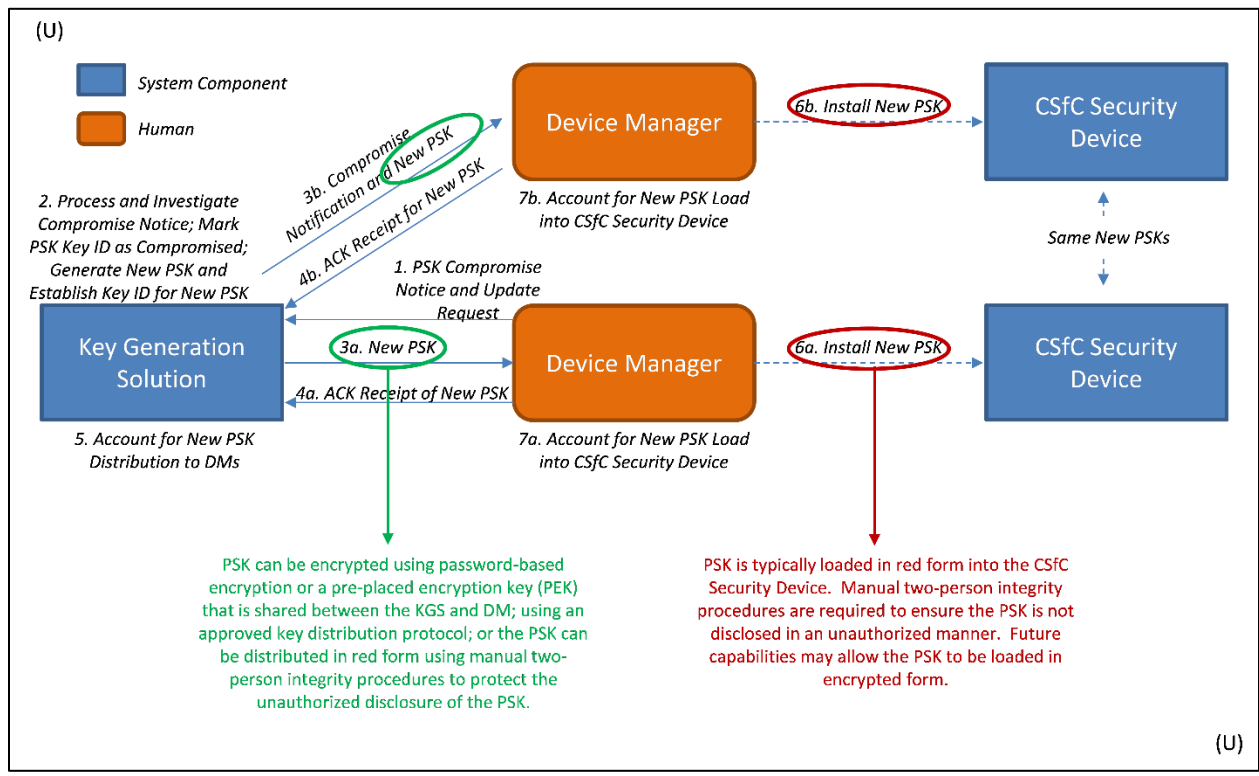 (U)
System Component
Human
2. Process and Investigate
Compromise Notice; Mark
PSK Key ID as Compromised;
Generate New PSK and
Establish Key ID for New PSK
Key Generation
Solution
5. Account for New PSK
Distribution to DMs
3b. Compromise
Notification and New PSK
4b. ACK Receipt for New PSK
Device Manager
7b. Account for New PSK Load
into CSfC Security Device
6b. Install New PSK
CSfC Security
Device
1. PSK Compromise
Notice and Update
Request
3a. New PSK
4a. ACK Receipt of New PSK
Device Manager
7a. Account for New PSK Load
into CSfC Security Device
6a. Install New PSK
Same New PSKs
CSfC Security
Device
PSK can be encrypted using password-based
encryption or a pre-placed encryption key (PEK)
that is shared between the KGS and DM; using an
approved key distribution protocol; or the PSK can
be distributed in red form using manual two-
person integrity procedures to protect the
unauthorized disclosure of the PSK.
PSK is typically loaded in red form into the CSfC
Security Device.  Manual two-person integrity
procedures are required to ensure the PSK is not
disclosed in an unauthorized manner.  Future
capabilities may allow the PSK to be loaded in
encrypted form.
(U)